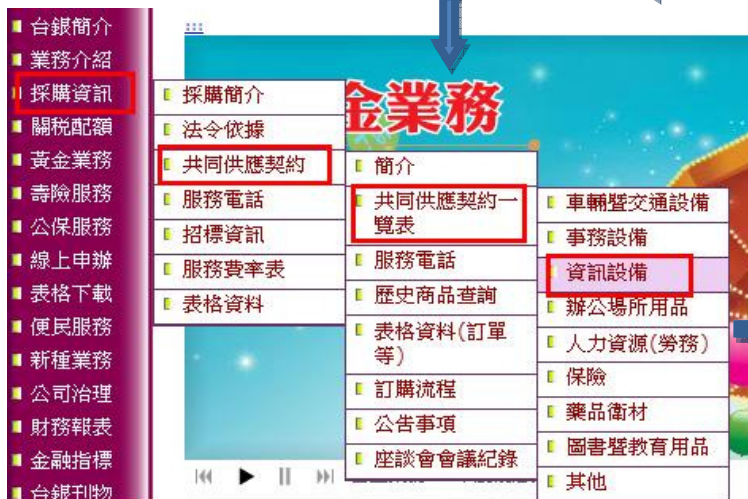 台銀簡介
業務介紹
採購資訊
關稅配額
黃金業務
壽險服務
公保服務
線上申辦
表格下載
便民服務
新種業務
公司治理
財務報表
金融指標
台銀刊物
採購簡介
法令依據
共同供應契約
服務電話
招標資訊
服務費率表
表格資料
金業務
簡介
共同供應契約一
覽表
服務電話
歷史商品查詢
表格資料(訂單
等)
訂購流程
公告事項
座談會會議紀錄
車輛暨交通設備
事務設備
資訊設備
辦公場所用品
人力資源(勞務)
保險
藥品衛材
圖書暨教育用品
其他